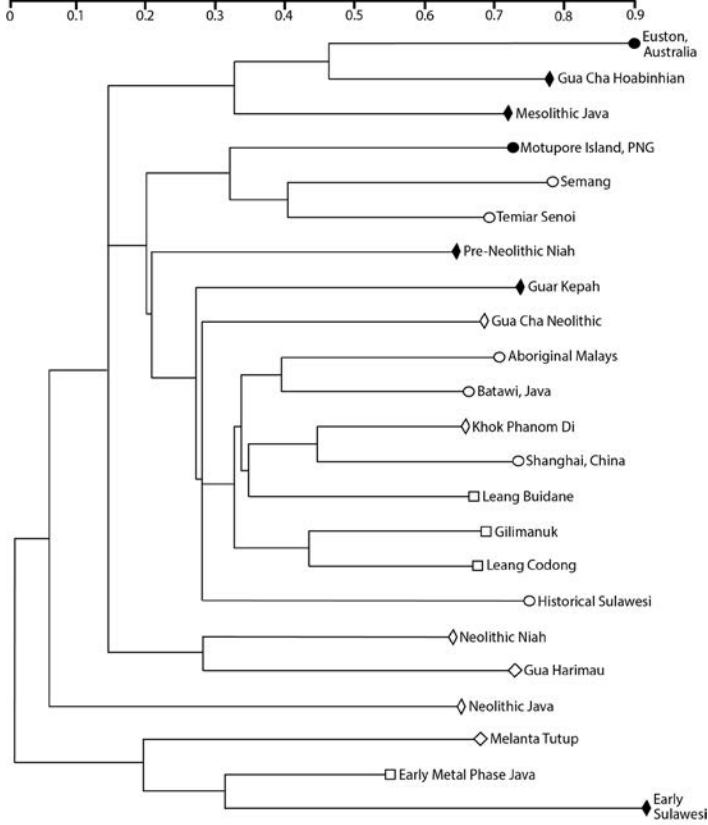 0 0.1 0.2 0.3 0.4 0.5 0.6 0.7 0.8 0.9
Euston,
Australia
Gua Cha Hoabinhian
Mesolithic Java
Motupore Island, PNG
Semang
Temiar Senoi
Pre-Neolithic Niah
Guar Kepah
Gua Cha Neolithic
Aboriginal Malays
Batawi, Java
Khok Phanom Di
Shanghai, China
Leang Buidane
Gilimanuk
Leang Codong
Historical Sulawesi
Neolithic Niah
Gua Harimau
Neolithic Java
Melanta Tutup
Early Metal Phase Java
Early
Sulawesi